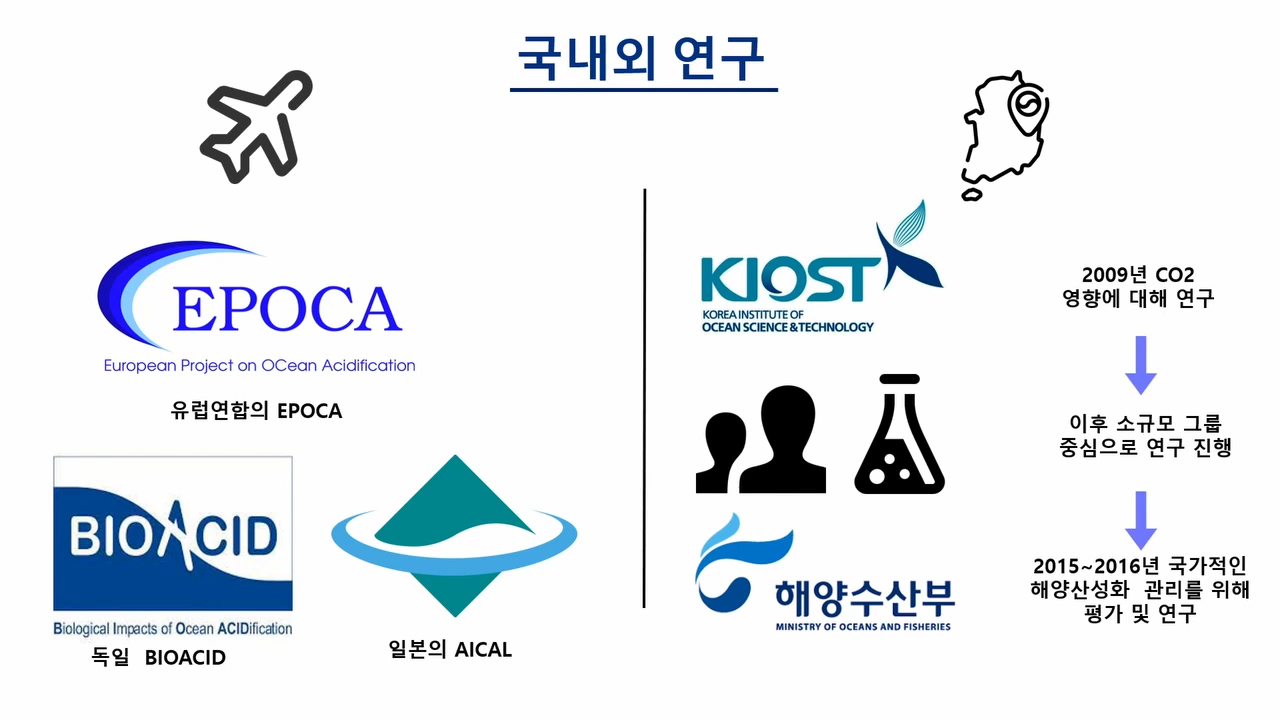 국내외 연구
EPOCA
European Project on OCean Acidification
유럽연합의 EPOCA
BIOACID
Biological Impacts of Ocean ACIDification
독일 BIOACID
일본의 AICAL
KIOST
KOREA INSTITUTE OF
OCEAN SCIENCE & TECHNOLOGY
해양수산부
MINISTRY OF OCEANS AND FISHERIES
2009년 CO2
영향에 대해 연구
이후 소규모 그룹
중심으로 연구 진행
2015~2016년 국가적인
해양산성화 관리를 위해
평가 및 연구